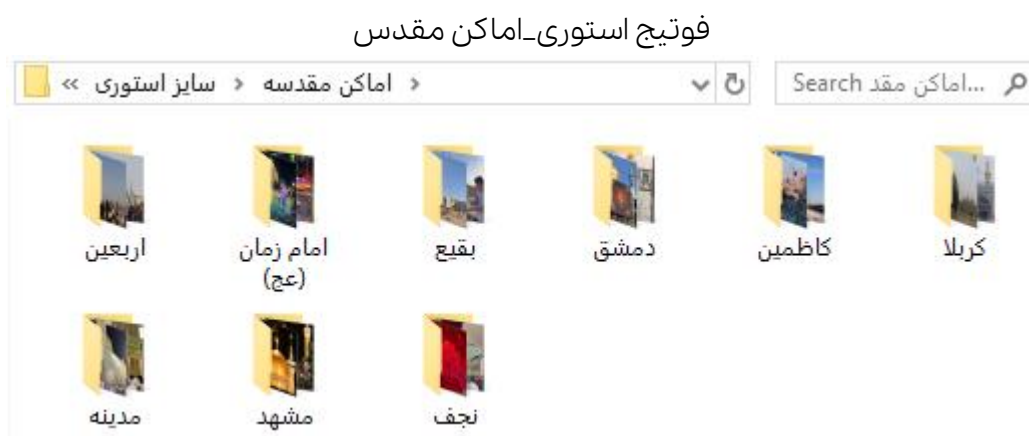 فوتیج استوری_اماکن مقدس
« سایز استوری › اماکن مقدسه ›
Search اماکن مقد...
اربعین
امام زمان
(عج)
بقیع
دمشق
کاظمین
کربلا
مدینه
مشهد
نجف